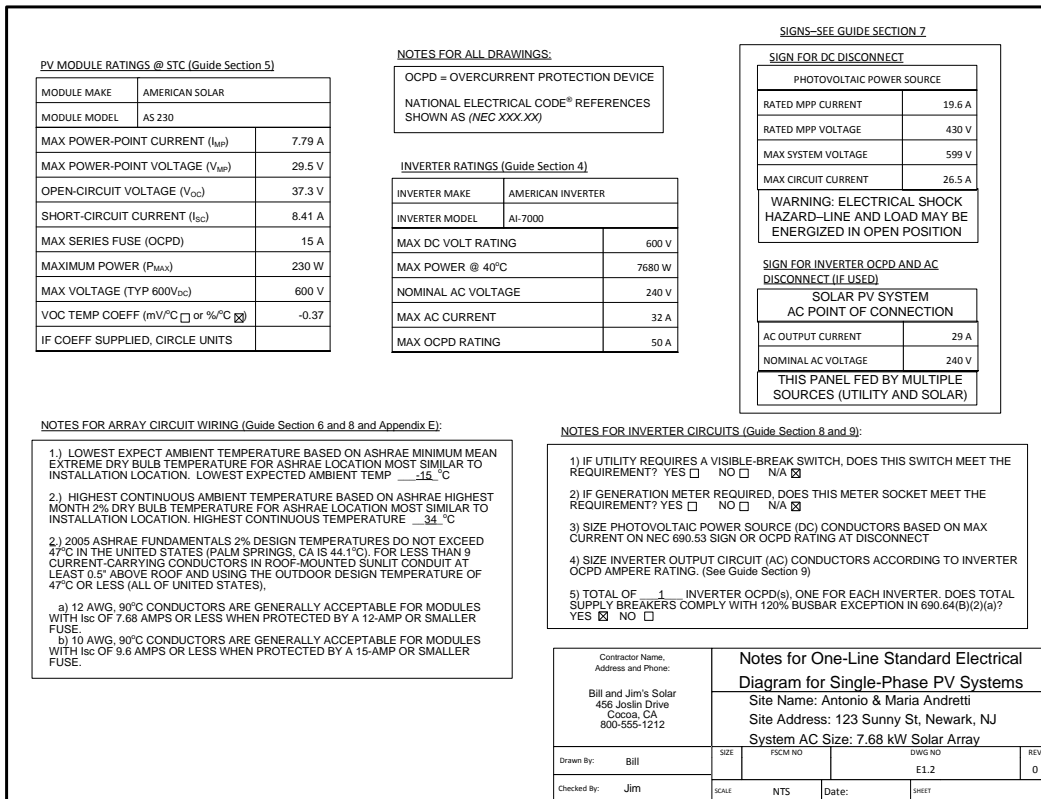 PV MODULE RATINGS @ STC (Guide Section 5)
MODULE MAKE AMERICAN SOLAR
MODULE MODEL AS 230
MAX POWER-POINT CURRENT (IMP) 7.79 A
MAX POWER-POINT VOLTAGE (VMP) 29.5 V
OPEN-CIRCUIT VOLTAGE (VOC) 37.3 V
SHORT-CIRCUIT CURRENT (ISC) 8.41 A
MAX SERIES FUSE (OCPD) 15 A
MAXIMUM POWER (PMAX) 230 W
MAX VOLTAGE (TYP 600VDC) 600 V
VOC TEMP COEFF (mV/°C ☐ or %/°C ☒) -0.37
IF COEFF SUPPLIED, CIRCLE UNITS
NOTES FOR ALL DRAWINGS:
OCPD = OVERCURRENT PROTECTION DEVICE
NATIONAL ELECTRICAL CODE® REFERENCES
SHOWN AS (NEC XXX.XX)
INVERTER RATINGS (Guide Section 4)
INVERTER MAKE AMERICAN INVERTER
INVERTER MODEL AI-7000
MAX DC VOLT RATING 600 V
MAX POWER @ 40°C 7680 W
NOMINAL AC VOLTAGE 240 V
MAX AC CURRENT 32 A
MAX OCPD RATING 50 A
SIGNS–SEE GUIDE SECTION 7
SIGN FOR DC DISCONNECT
PHOTOVOLTAIC POWER SOURCE
RATED MPP CURRENT 19.6 A
RATED MPP VOLTAGE 430 V
MAX SYSTEM VOLTAGE 599 V
MAX CIRCUIT CURRENT 26.5 A
WARNING: ELECTRICAL SHOCK
HAZARD–LINE AND LOAD MAY BE
ENERGIZED IN OPEN POSITION
SIGN FOR INVERTER OCPD AND AC
DISCONNECT (IF USED)
SOLAR PV SYSTEM
AC POINT OF CONNECTION
AC OUTPUT CURRENT 29 A
NOMINAL AC VOLTAGE 240 V
THIS PANEL FED BY MULTIPLE
SOURCES (UTILITY AND SOLAR)
NOTES FOR ARRAY CIRCUIT WIRING (Guide Section 6 and 8 and Appendix E):
1.) LOWEST EXPECT AMBIENT TEMPERATURE BASED ON ASHRAE MINIMUM MEAN
EXTREME DRY BULB TEMPERATURE FOR ASHRAE LOCATION MOST SIMILAR TO
INSTALLATION LOCATION. LOWEST EXPECTED AMBIENT TEMP ___-15_°C
2.) HIGHEST CONTINUOUS AMBIENT TEMPERATURE BASED ON ASHRAE HIGHEST
MONTH 2% DRY BULB TEMPERATURE FOR ASHRAE LOCATION MOST SIMILAR TO
INSTALLATION LOCATION. HIGHEST CONTINUOUS TEMPERATURE __34_°C
2.) 2005 ASHRAE FUNDAMENTALS 2% DESIGN TEMPERATURES DO NOT EXCEED
47°C IN THE UNITED STATES (PALM SPRINGS, CA IS 44.1°C). FOR LESS THAN 9
CURRENT-CARRYING CONDUCTORS IN ROOF-MOUNTED SUNLIT CONDUIT AT
LEAST 0.5" ABOVE ROOF AND USING THE OUTDOOR DESIGN TEMPERATURE OF
47°C OR LESS (ALL OF UNITED STATES),
a) 12 AWG, 90°C CONDUCTORS ARE GENERALLY ACCEPTABLE FOR MODULES
WITH Isc OF 7.68 AMPS OR LESS WHEN PROTECTED BY A 12-AMP OR SMALLER
FUSE.
b) 10 AWG, 90°C CONDUCTORS ARE GENERALLY ACCEPTABLE FOR MODULES
WITH Isc OF 9.6 AMPS OR LESS WHEN PROTECTED BY A 15-AMP OR SMALLER
FUSE.
NOTES FOR INVERTER CIRCUITS (Guide Section 8 and 9):
1) IF UTILITY REQUIRES A VISIBLE-BREAK SWITCH, DOES THIS SWITCH MEET THE
REQUIREMENT? YES ☐ NO ☐ N/A ☒
2) IF GENERATION METER REQUIRED, DOES THIS METER SOCKET MEET THE
REQUIREMENT? YES ☐ NO ☐ N/A ☒
3) SIZE PHOTOVOLTAIC POWER SOURCE (DC) CONDUCTORS BASED ON MAX
CURRENT ON NEC 690.53 SIGN OR OCPD RATING AT DISCONNECT
4) SIZE INVERTER OUTPUT CIRCUIT (AC) CONDUCTORS ACCORDING TO INVERTER
OCPD AMPERE RATING. (See Guide Section 9)
5) TOTAL OF ___1___ INVERTER OCPD(s), ONE FOR EACH INVERTER. DOES TOTAL
SUPPLY BREAKERS COMPLY WITH 120% BUSBAR EXCEPTION IN 690.64(B)(2)(a)?
YES ☒ NO ☐
Contractor Name,
Address and Phone:
Bill and Jim's Solar
456 Joslin Drive
Cocoa, CA
800-555-1212
Drawn By: Bill
Checked By: Jim
Notes for One-Line Standard Electrical
Diagram for Single-Phase PV Systems
Site Name: Antonio & Maria Andretti
Site Address: 123 Sunny St, Newark, NJ
System AC Size: 7.68 kW Solar Array
SIZE FSCM NO DWG NO REV
E1.2 0
SCALE NTS Date: SHEET